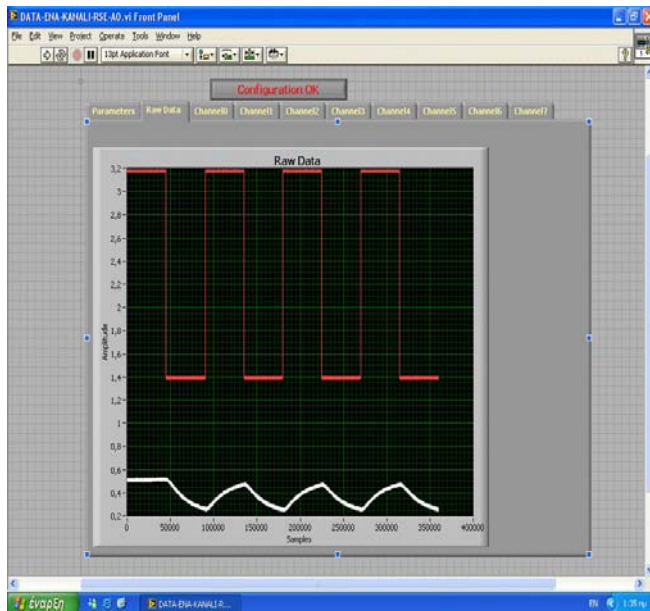 DATA-ENA-KANALI-RSE-AO.vi Front Panel
File Edit View Project Operate Tools Window Help
13pt Application Font
Configuration OK
Parameters Raw Data Channel0 Channel1 Channel2 Channel3 Channel4 Channel5 Channel6 Channel7
Raw Data
3,2
3
2,8
2,6
2,4
2,2
2
1,8
1,6
1,4
1,2
1
0,8
0,6
0,4
0,2
Amplitude
0 50000 100000 150000 200000 250000 300000 350000 400000
Samples
έναρξη
DATA-ENA-KANALI-R...
EN
1:35 πμ